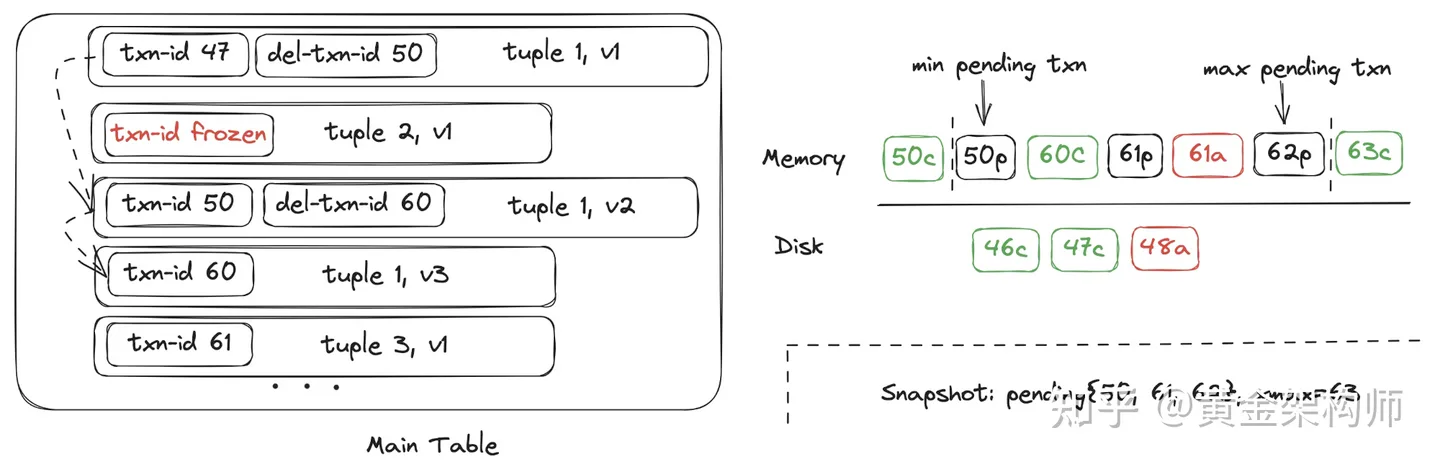 txn-id 47 del-txn-id 50 tuple 1, v1
txn-id frozen tuple 2, v1
txn-id 50 del-txn-id 60 tuple 1, v2
txn-id 60 tuple 1, v3
txn-id 61 tuple 3, v1
...
Main Table
min pending txn max pending txn
Memory 50c 50p 60c 61p 61a 62p 63c
Disk 46c 47c 48a
Snapshot: pending{50, 61, 62}, xmax=63
知乎 @黄金架构师